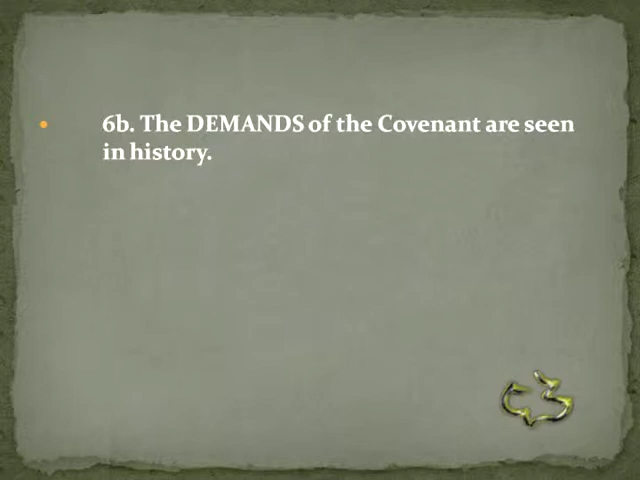 • 6b. The DEMANDS of the Covenant are seen
in history.